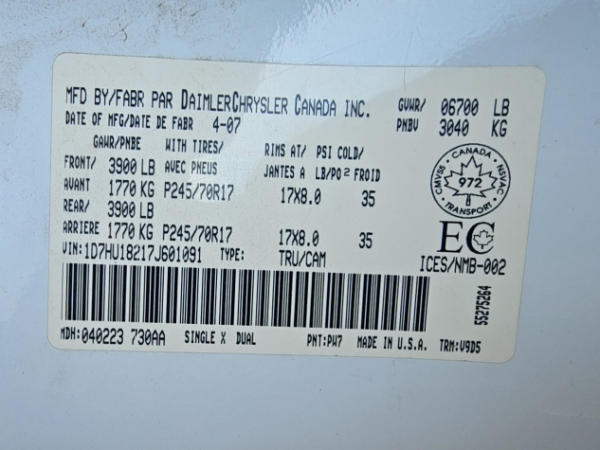 MFD BY/FABR PAR DAIMLERCHRYSLER CANADA INC. GVWR/ 06700 LB
DATE OF MFG/DATE DE FABR 4-07 PNBV 3040 KG
GAWR/PNBE WITH TIRES/ RIMS AT/ PSI COLD/
FRONT/ 3900 LB AVEC PNEUS JANTES A LB/PO² FROID
AVANT 1770 KG P245/70R17 17X8.0 35
REAR/ 3900 LB
ARRIERE 1770 KG P245/70R17 17X8.0 35
VIN: 1D7HU18217J601091 TYPE: TRU/CAM
CANADA
CMVSS NSVAC
972
TRANSPORT
EC
ICES/NMB-002
55275264
MDH: 040223 730AA SINGLE X DUAL PNT: PW7 MADE IN U.S.A. TRM: V9D5